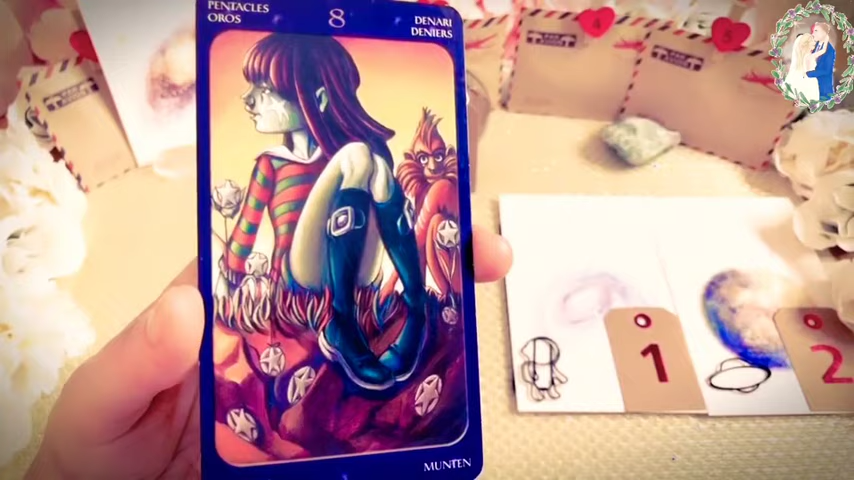 PENTACLES
OROS
8
DENARI
DENIERS
MUNTEN
1
2